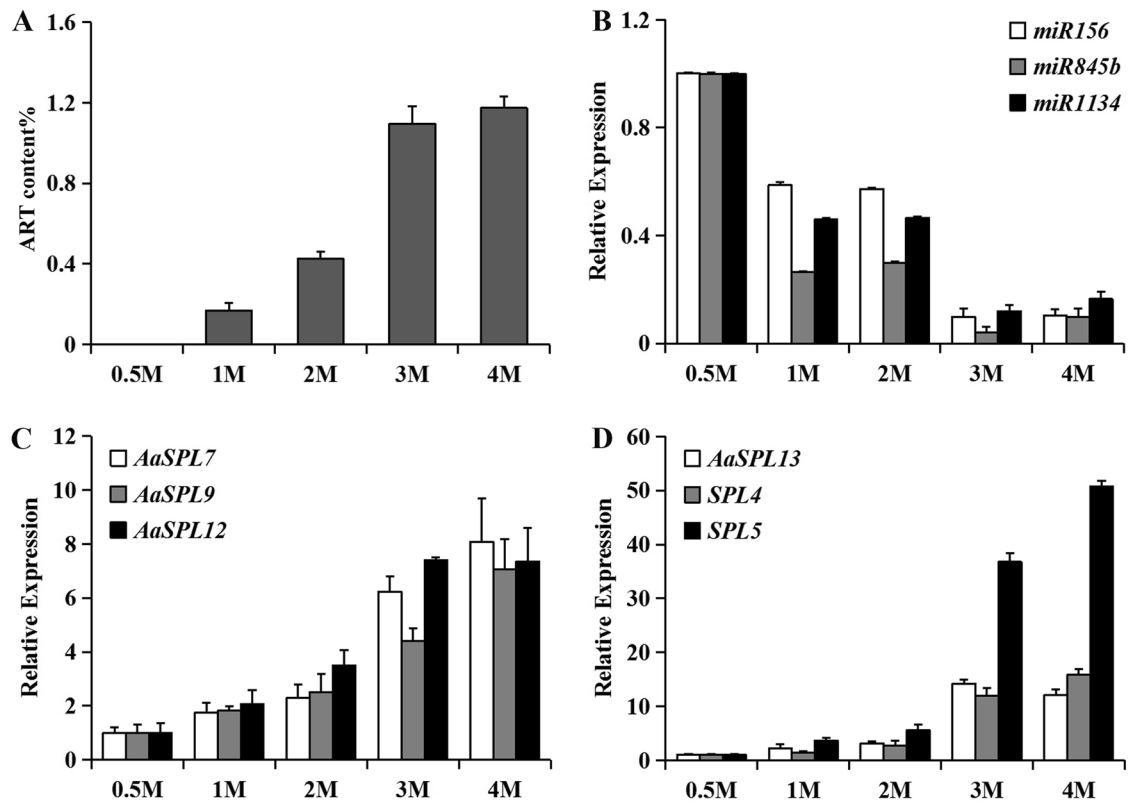 A
ART content%
1.6
1.2
0.8
0.4
0
0.5M 1M 2M 3M 4M
B
Relative Expression
1.2
0.8
0.4
0
miR156
miR845b
miR1134
0.5M 1M 2M 3M 4M
C
Relative Expression
12
10
8
6
4
2
0
AaSPL7
AaSPL9
AaSPL12
0.5M 1M 2M 3M 4M
D
Relative Expression
60
50
40
30
20
10
0
AaSPL13
SPL4
SPL5
0.5M 1M 2M 3M 4M